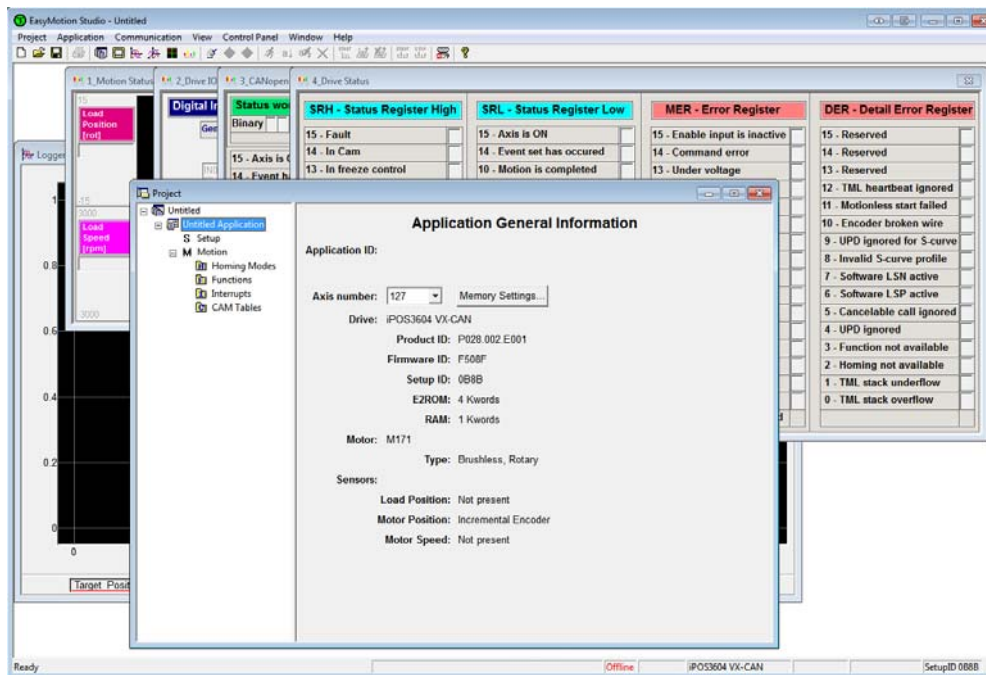 EasyMotion Studio - Untitled
Project Application Communication View Control Panel Window Help
1_Motion Status
2_Drive IO
3_CANopen
4_Drive Status
15
Load
Position
[rot]
-15
3000
Load
Speed
[rpm]
-3000
Digital In
Status wo
Binary
15 - Axis is
SRH - Status Register High
15 - Fault
14 - In Cam
13 - In freeze control
SRL - Status Register Low
15 - Axis is ON
14 - Event set has occured
10 - Motion is completed
MER - Error Register
15 - Enable input is inactive
14 - Command error
13 - Under voltage
DER - Detail Error Register
15 - Reserved
14 - Reserved
13 - Reserved
12 - TML heartbeat ignored
11 - Motionless start failed
10 - Encoder broken wire
9 - UPD ignored for S-curve
8 - Invalid S-curve profile
7 - Software LSN active
6 - Software LSP active
5 - Cancelable call ignored
4 - UPD ignored
3 - Function not available
2 - Homing not available
1 - TML stack underflow
0 - TML stack overflow
Logger
1
0.8
0.6
0.4
0.2
0
0
Target Posit
Project
Untitled
Untitled Application
S Setup
M Motion
Homing Modes
Functions
Interrupts
CAM Tables
Application General Information
Application ID:
Axis number: 127 Memory Settings...
Drive: iPOS3604 VX-CAN
Product ID: P028.002.E001
Firmware ID: F508F
Setup ID: 0B8B
E2ROM: 4 Kwords
RAM: 1 Kwords
Motor: M171
Type: Brushless, Rotary
Sensors:
Load Position: Not present
Motor Position: Incremental Encoder
Motor Speed: Not present
Ready
Offline
iPOS3604 VX-CAN
SetupID 0B8B